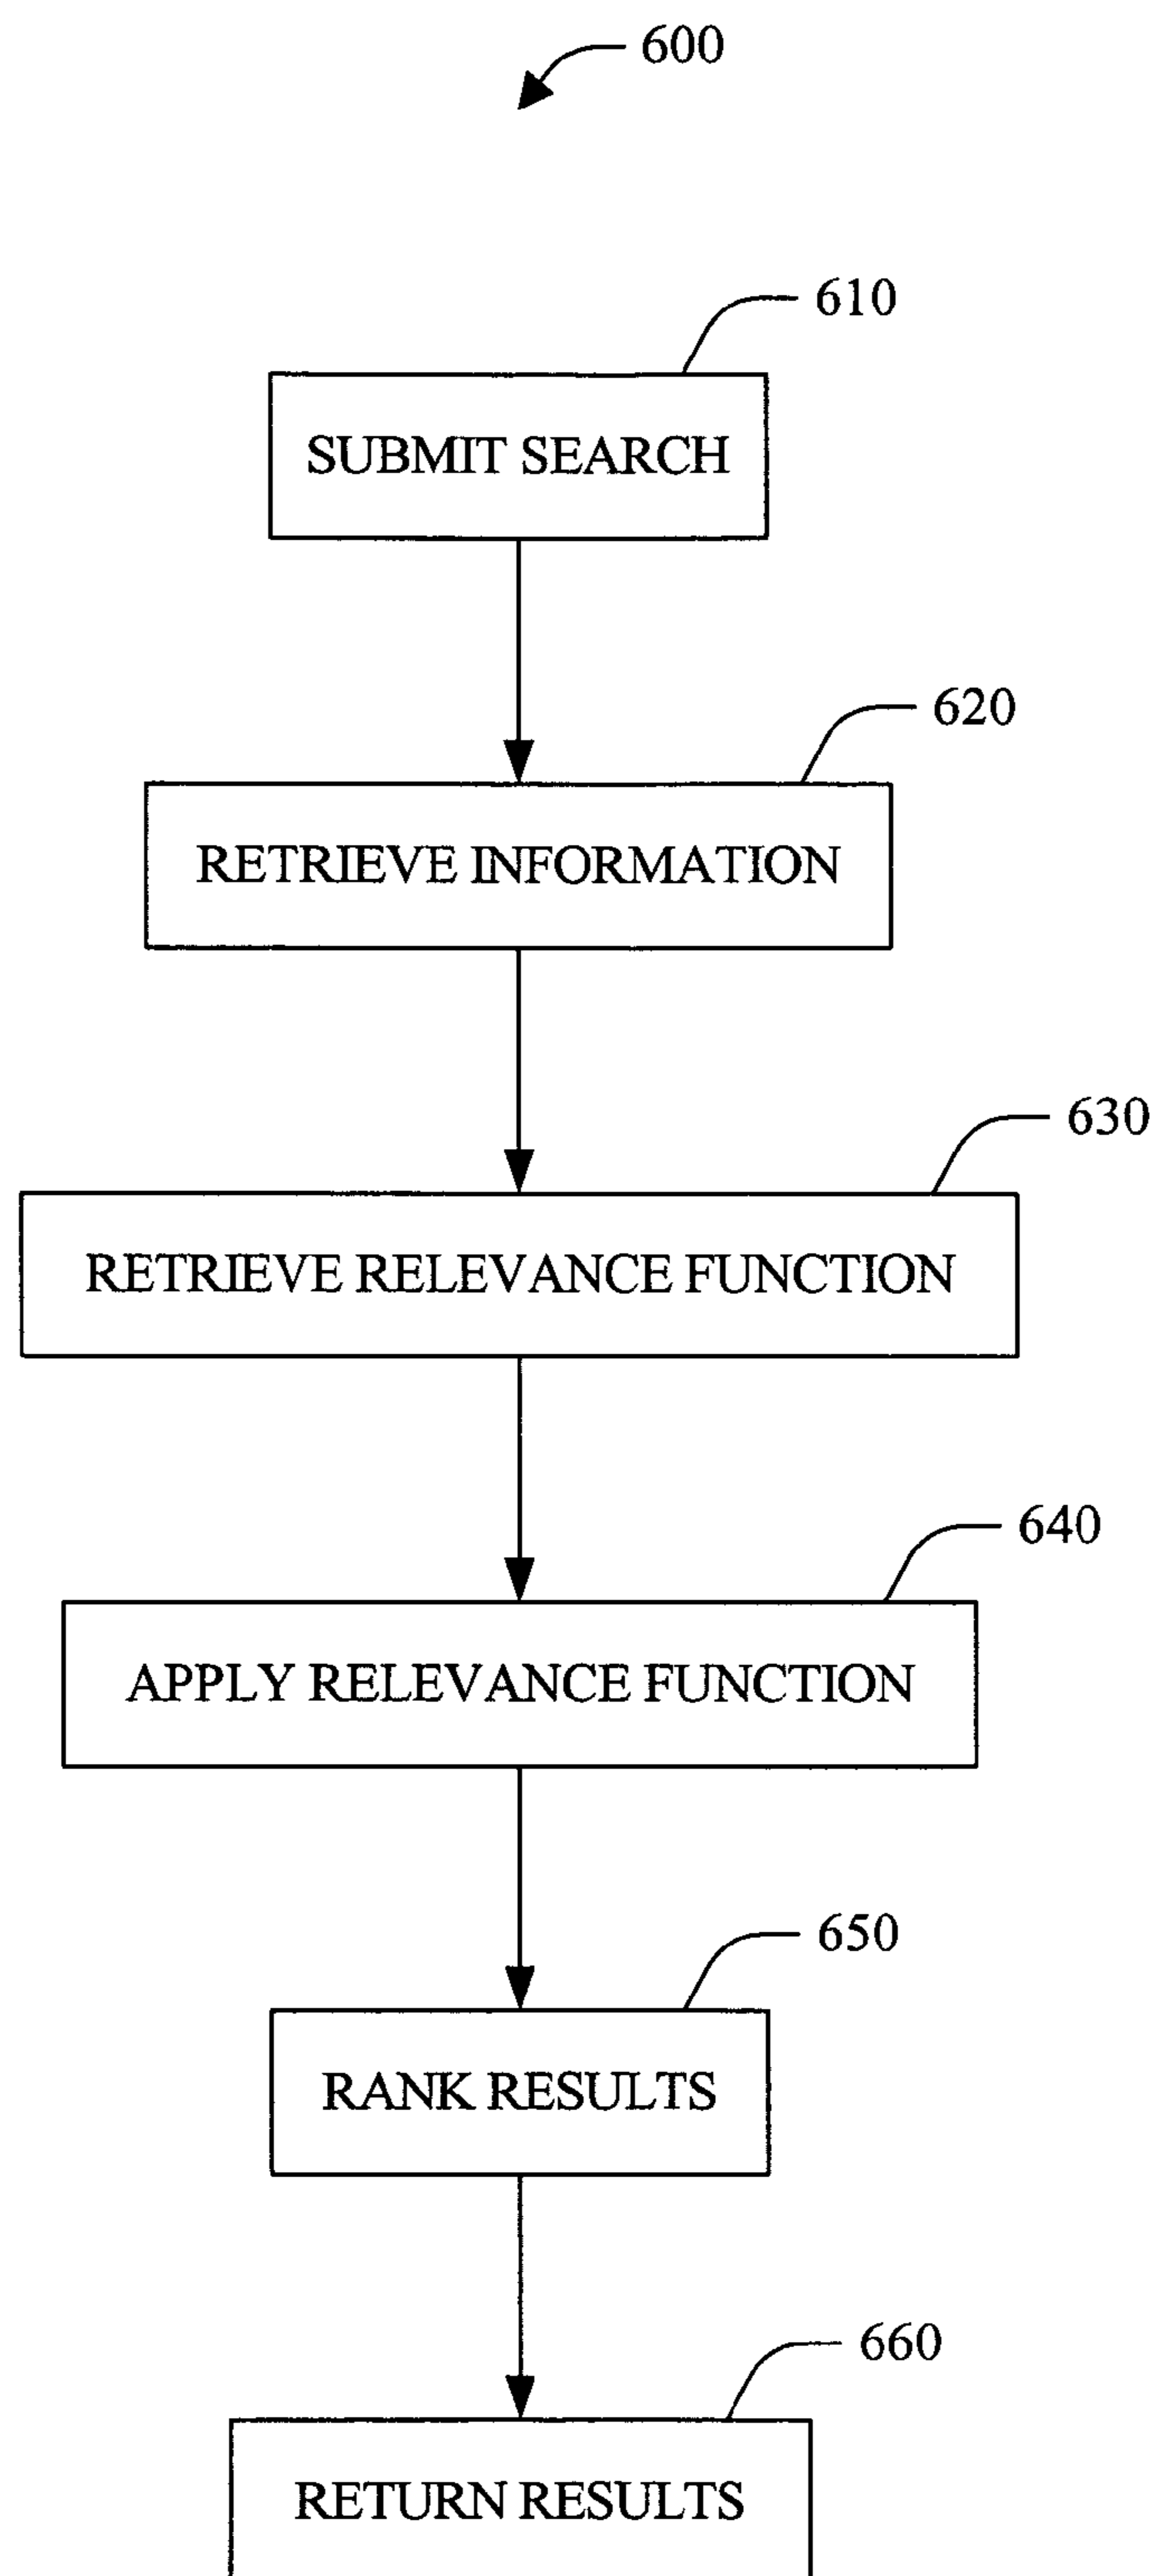 600
610
SUBMIT SEARCH
620
RETRIEVE INFORMATION
630
RETRIEVE RELEVANCE FUNCTION
640
APPLY RELEVANCE FUNCTION
650
RANK RESULTS
660
RETURN RESULTS